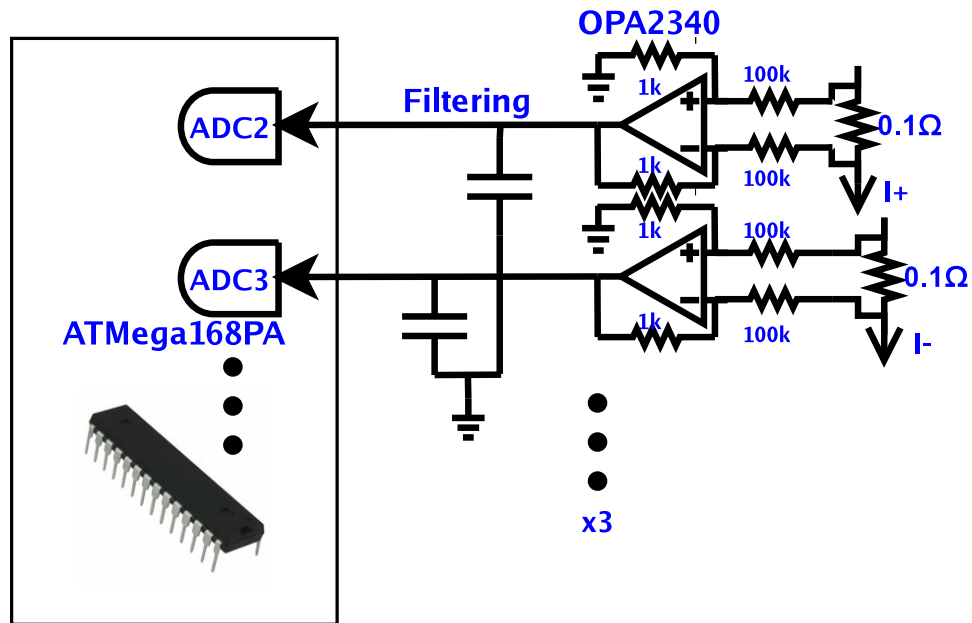 OPA2340
1k
100k
Filtering
ADC2
0.1Ω
1k
100k
I+
1k
100k
ADC3
0.1Ω
ATMega168PA
1k
100k
I-
x3